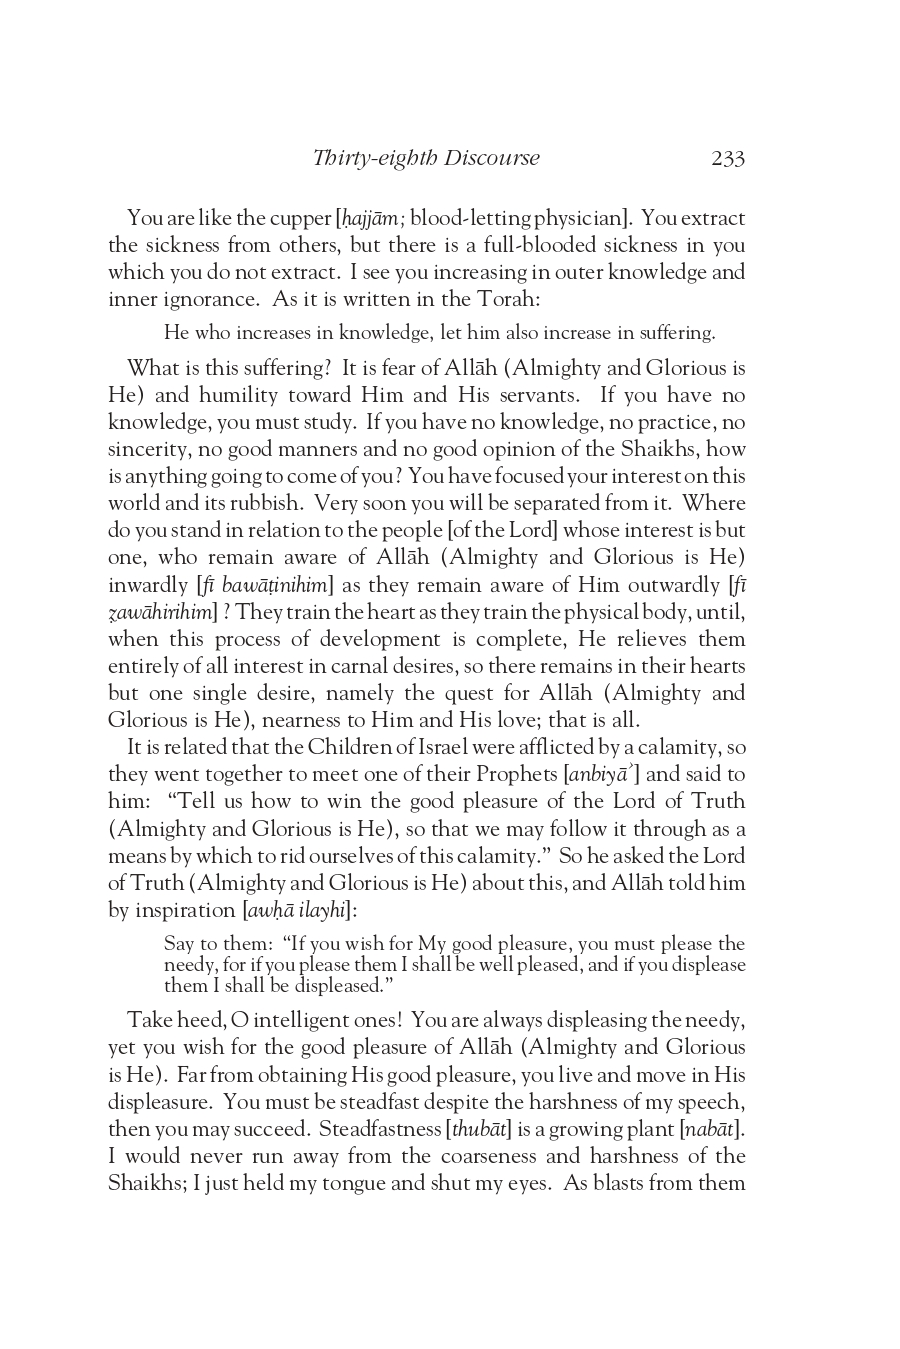 Thirty-eighth Discourse 233
You are like the cupper [ḥajjām; blood-letting physician]. You extract
the sickness from others, but there is a full-blooded sickness in you
which you do not extract. I see you increasing in outer knowledge and
inner ignorance. As it is written in the Torah:
He who increases in knowledge, let him also increase in suffering.
What is this suffering? It is fear of Allāh (Almighty and Glorious is
He) and humility toward Him and His servants. If you have no
knowledge, you must study. If you have no knowledge, no practice, no
sincerity, no good manners and no good opinion of the Shaikhs, how
is anything going to come of you? You have focused your interest on this
world and its rubbish. Very soon you will be separated from it. Where
do you stand in relation to the people [of the Lord] whose interest is but
one, who remain aware of Allāh (Almighty and Glorious is He)
inwardly [fī bawāṭinihim] as they remain aware of Him outwardly [fī
ẓawāhirihim] ? They train the heart as they train the physical body, until,
when this process of development is complete, He relieves them
entirely of all interest in carnal desires, so there remains in their hearts
but one single desire, namely the quest for Allāh (Almighty and
Glorious is He), nearness to Him and His love; that is all.
It is related that the Children of Israel were afflicted by a calamity, so
they went together to meet one of their Prophets [anbiyāʾ] and said to
him: “Tell us how to win the good pleasure of the Lord of Truth
(Almighty and Glorious is He), so that we may follow it through as a
means by which to rid ourselves of this calamity.” So he asked the Lord
of Truth (Almighty and Glorious is He) about this, and Allāh told him
by inspiration [awḥā ilayhi]:
Say to them: “If you wish for My good pleasure, you must please the
needy, for if you please them I shall be well pleased, and if you displease
them I shall be displeased.”
Take heed, O intelligent ones! You are always displeasing the needy,
yet you wish for the good pleasure of Allāh (Almighty and Glorious
is He). Far from obtaining His good pleasure, you live and move in His
displeasure. You must be steadfast despite the harshness of my speech,
then you may succeed. Steadfastness [thubāt] is a growing plant [nabāt].
I would never run away from the coarseness and harshness of the
Shaikhs; I just held my tongue and shut my eyes. As blasts from them